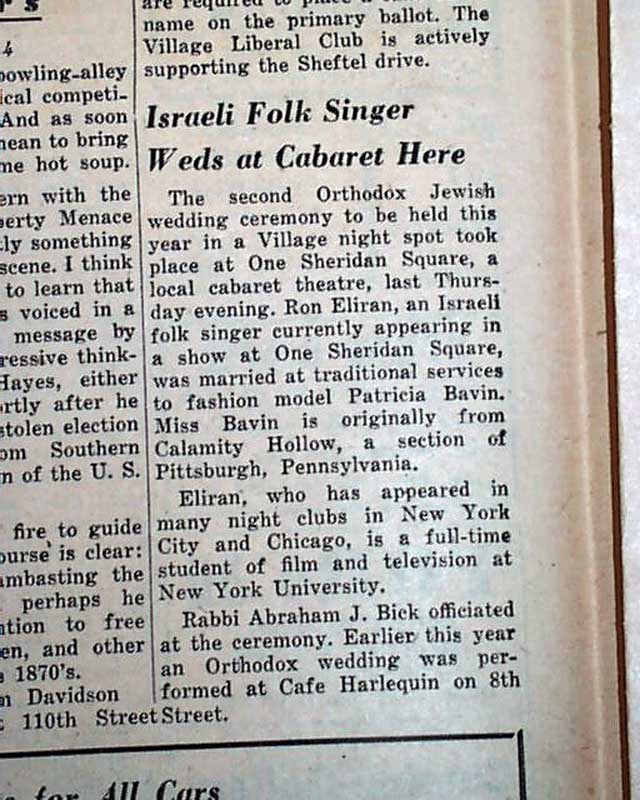 4
bowling-alley
ical competi-
And as soon
mean to bring
me hot soup.
ern with the
perty Menace
tly something
scene. I think
to learn that
s voiced in a
message by
ressive think-
Hayes, either
ortly after he
stolen election
om Southern
n of the U. S.
fire to guide
ourse is clear:
ambasting the
perhaps he
ation to free
en, and other
1870's.
n Davidson
110th Street
name on the primary ballot. The
Village Liberal Club is actively
supporting the Sheftel drive.
Israeli Folk Singer
Weds at Cabaret Here
The second Orthodox Jewish
wedding ceremony to be held this
year in a Village night spot took
place at One Sheridan Square, a
local cabaret theatre, last Thurs-
day evening. Ron Eliran, an Israeli
folk singer currently appearing in
a show at One Sheridan Square,
was married at traditional services
to fashion model Patricia Bavin.
Miss Bavin is originally from
Calamity Hollow, a section of
Pittsburgh, Pennsylvania.
Eliran, who has appeared in
many night clubs in New York
City and Chicago, is a full-time
student of film and television at
New York University.
Rabbi Abraham J. Bick officiated
at the ceremony. Earlier this year
an Orthodox wedding was per-
formed at Cafe Harlequin on 8th
Street.
for All Cars